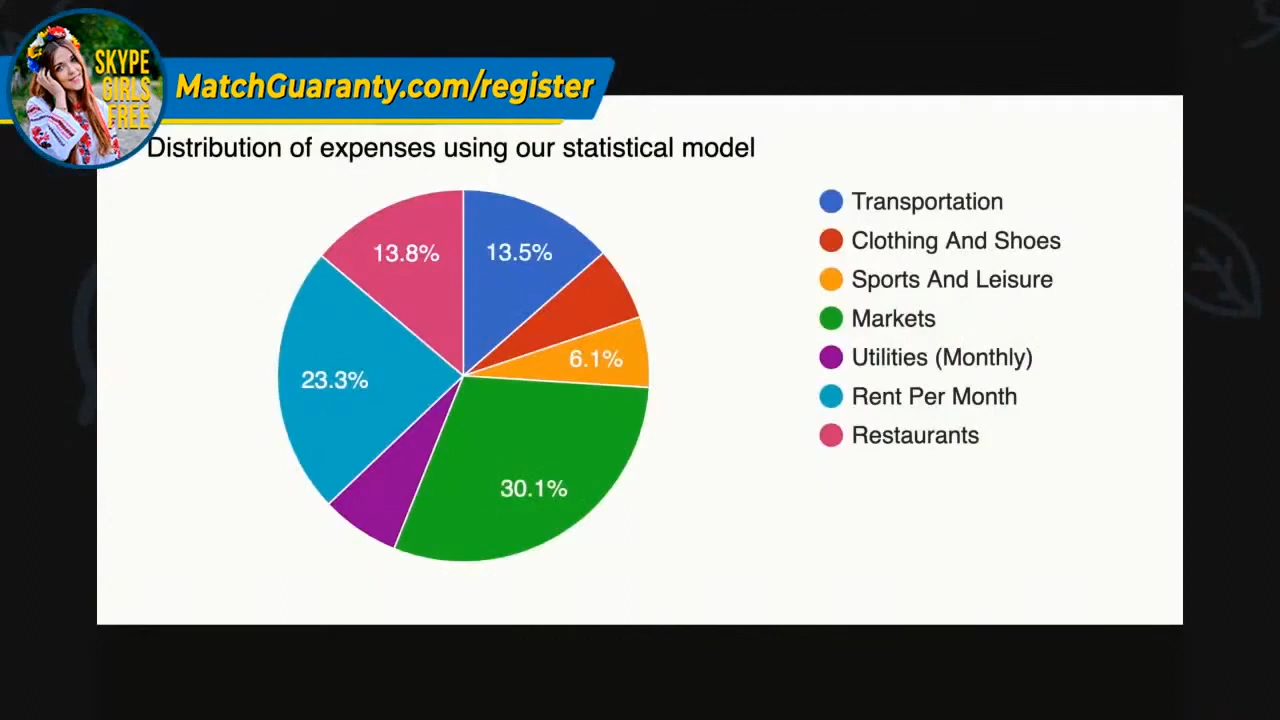 SKYPE
GIRLS
FREE
MatchGuaranty.com/register
Distribution of expenses using our statistical model
13.8%
13.5%
6.1%
23.3%
30.1%
Transportation
Clothing And Shoes
Sports And Leisure
Markets
Utilities (Monthly)
Rent Per Month
Restaurants